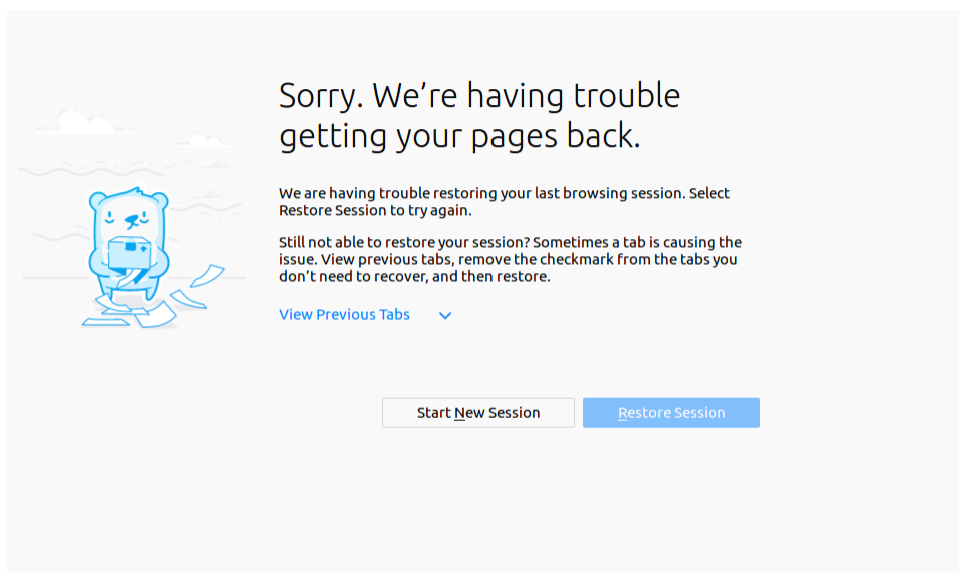 Sorry. We’re having trouble
getting your pages back.
We are having trouble restoring your last browsing session. Select
Restore Session to try again.
Still not able to restore your session? Sometimes a tab is causing the
issue. View previous tabs, remove the checkmark from the tabs you
don’t need to recover, and then restore.
View Previous Tabs
Start New Session
Restore Session